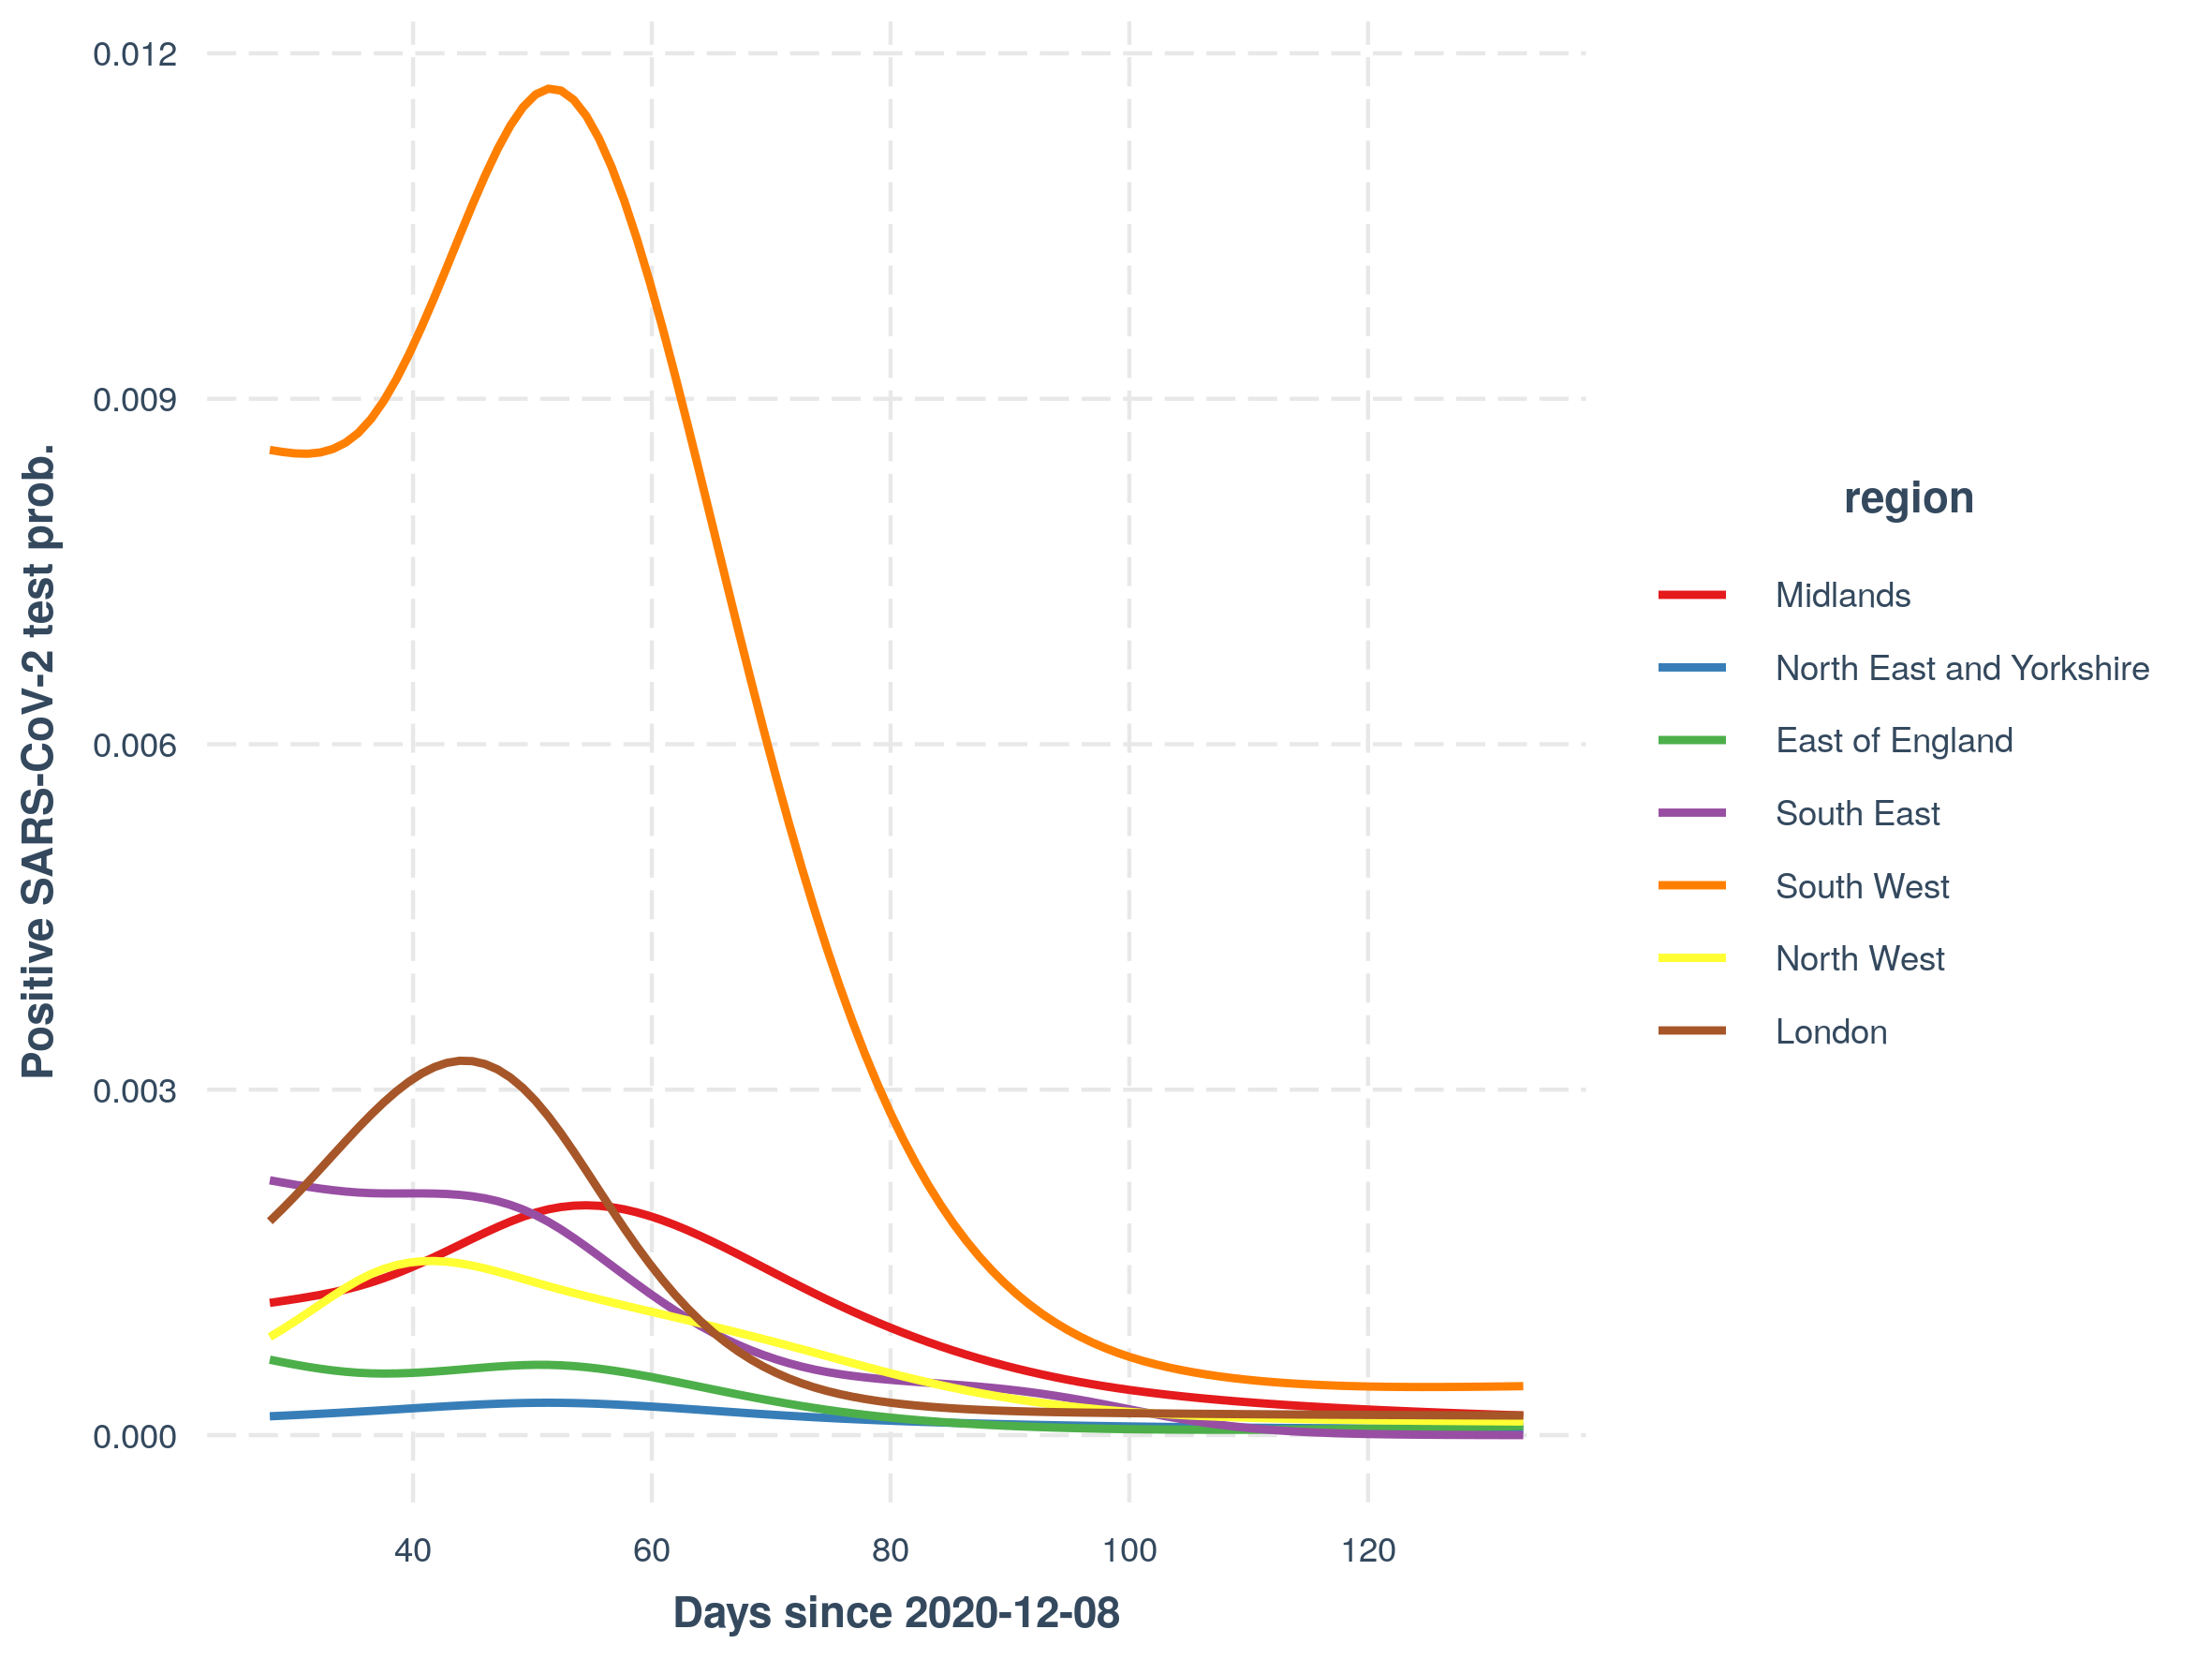 0.012
0.009
0.006
0.003
0.000
Positive SARS-CoV-2 test prob.
40 60 80 100 120
Days since 2020-12-08
region
Midlands
North East and Yorkshire
East of England
South East
South West
North West
London